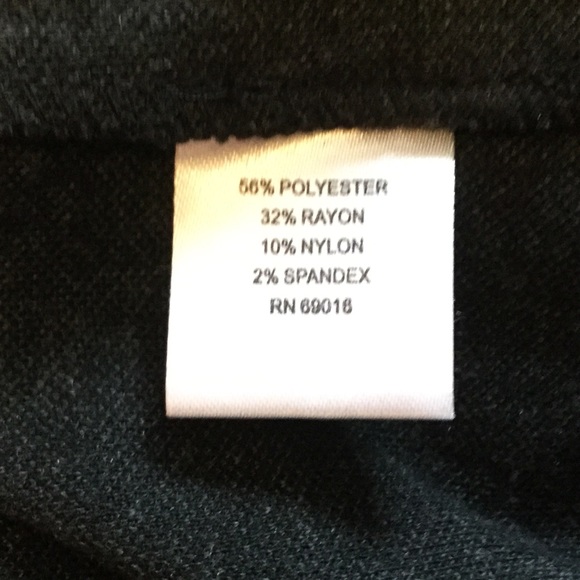 56% POLYESTER
32% RAYON
10% NYLON
2% SPANDEX
RN 69016